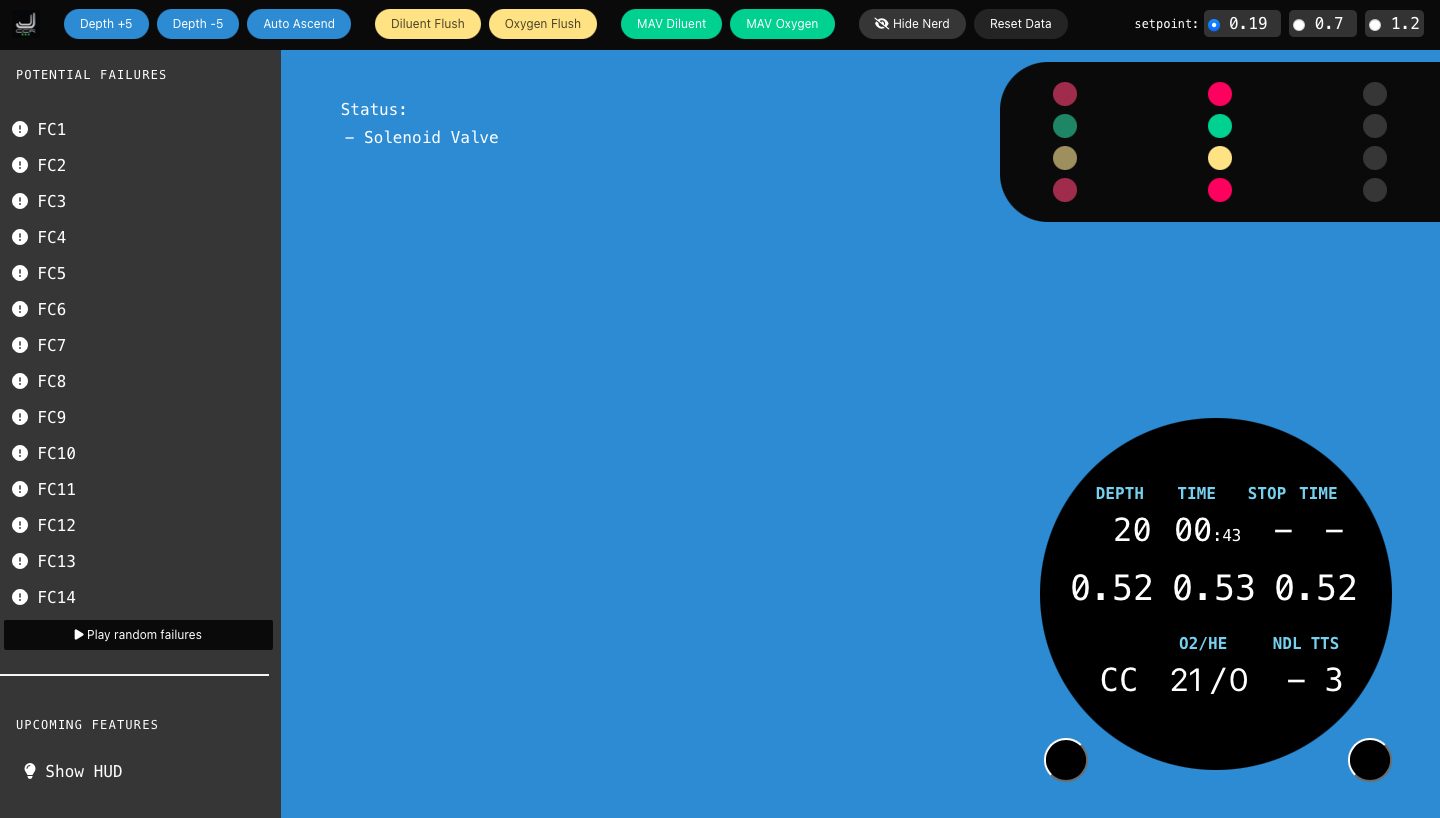 Depth +5 Depth -5 Auto Ascend Diluent Flush Oxygen Flush MAV Diluent MAV Oxygen Hide Nerd Reset Data setpoint: 0.19 0.7 1.2
POTENTIAL FAILURES
FC1
FC2
FC3
FC4
FC5
FC6
FC7
FC8
FC9
FC10
FC11
FC12
FC13
FC14
Play random failures
UPCOMING FEATURES
Show HUD
Status:
- Solenoid Valve
DEPTH TIME STOP TIME
20 00:43 - -
0.52 0.53 0.52
O2/HE NDL TTS
CC 21/0 - 3